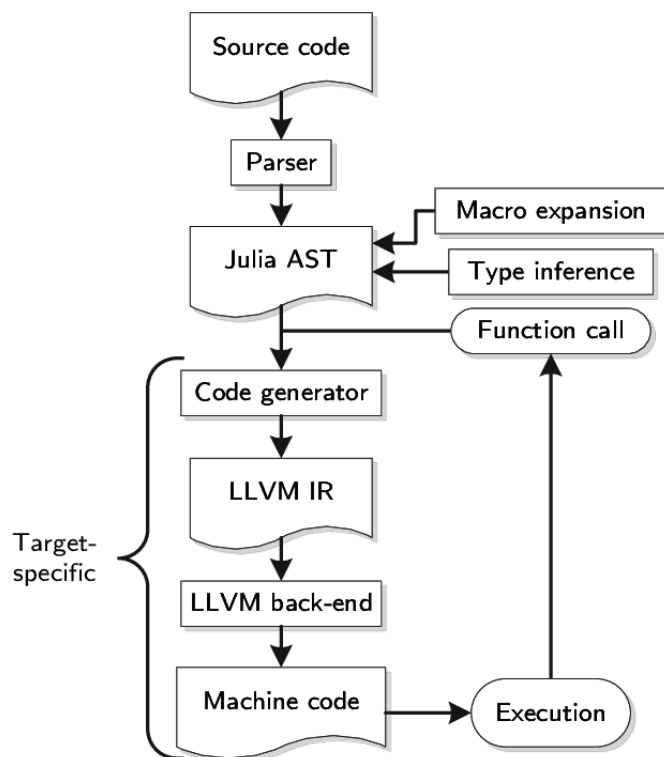 Source code
Parser
Macro expansion
Julia AST
Type inference
Function call
Code generator
LLVM IR
Target-
specific
LLVM back-end
Machine code
Execution